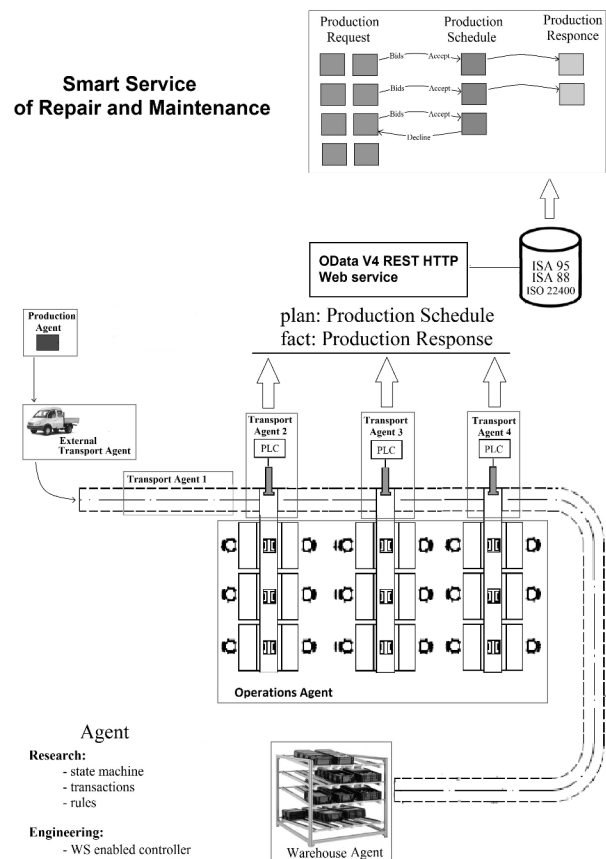 Production
Request
Production
Schedule
Production
Responce
Bids
Accept
Bids
Accept
Bids
Accept
Decline
Smart Service
of Repair and Maintenance
OData V4 REST HTTP
Web service
ISA 95
ISA 88
ISO 22400
plan: Production Schedule
fact: Production Response
Production
Agent
External
Transport Agent
Transport Agent 1
Transport
Agent 2
PLC
Transport
Agent 3
PLC
Transport
Agent 4
PLC
Operations Agent
Agent
Research:
- state machine
- transactions
- rules
Engineering:
- WS enabled controller
Warehouse Agent